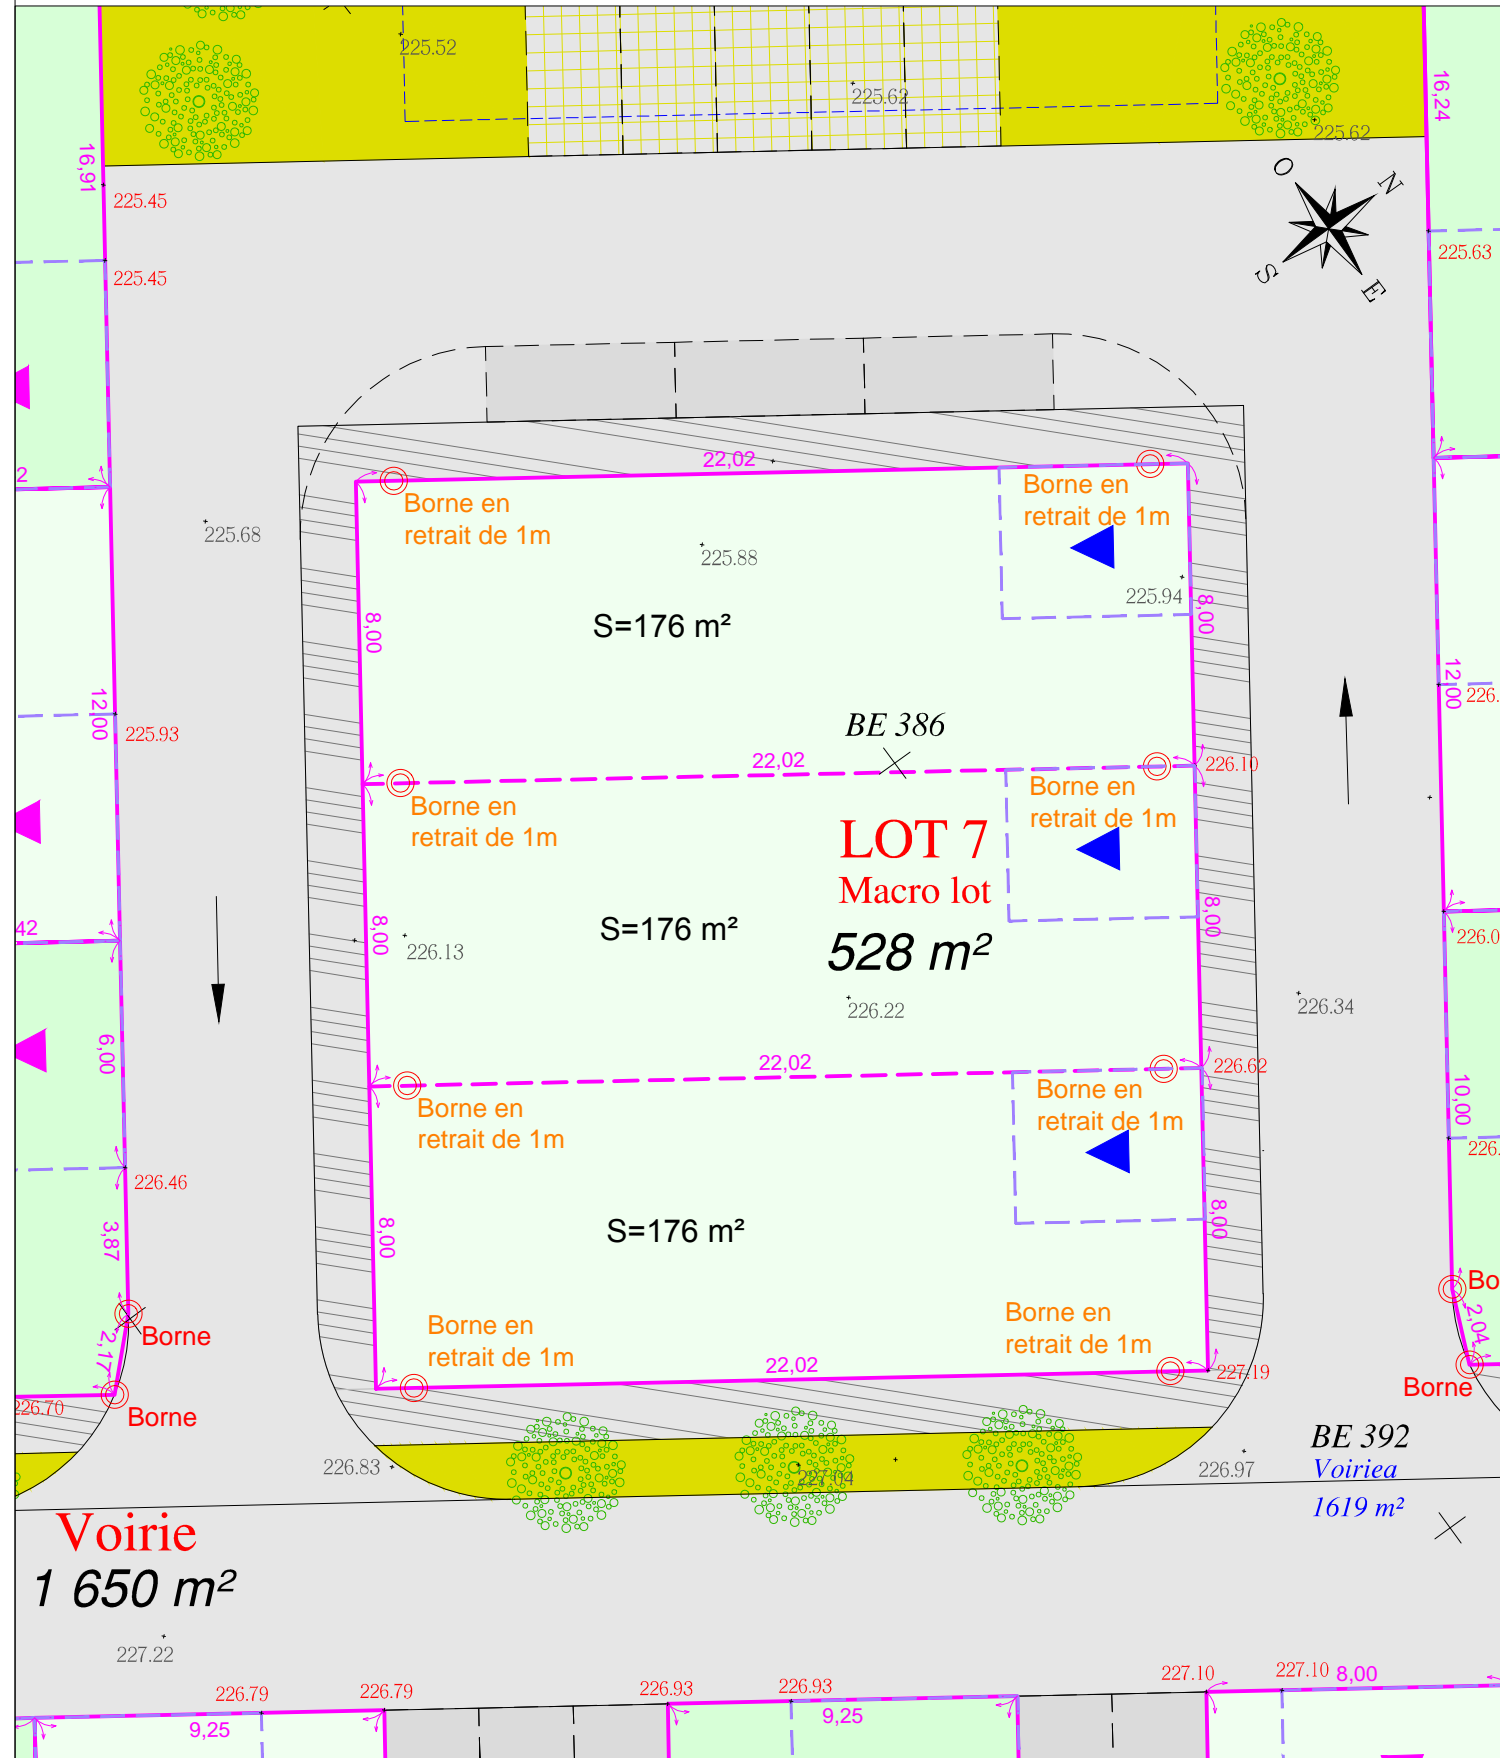 225.52
225.62
225.62
16,24
16,91
O
N
S
E
225.45
225.45
225.63
22,02
2
Borne en
retrait de 1m
Borne en
retrait de 1m
225.68
225.88
225.94
8,00
S=176 m²
8,00
12,00
225.93
BE 386
22,02
226.10
12,00
226.
Borne en
retrait de 1m
Borne en
retrait de 1m
LOT 7
Macro lot
528 m²
42
8,00
S=176 m²
8,00
226.13
226.0
226.22
226.34
6,00
22,02
226.62
Borne en
retrait de 1m
Borne en
retrait de 1m
10,00
226.
226.46
3,87
8,00
S=176 m²
8,00
Borne
Borne en
retrait de 1m
Borne en
retrait de 1m
Bo
2,17
22,02
2,04
227.19
226.70
Borne
Borne
226.83
227.04
226.97
BE 392
Voiriea
1619 m²
Voirie
1 650 m²
227.22
226.79
226.79
226.93
226.93
227.10
227.10
8,00
9,25
9,25